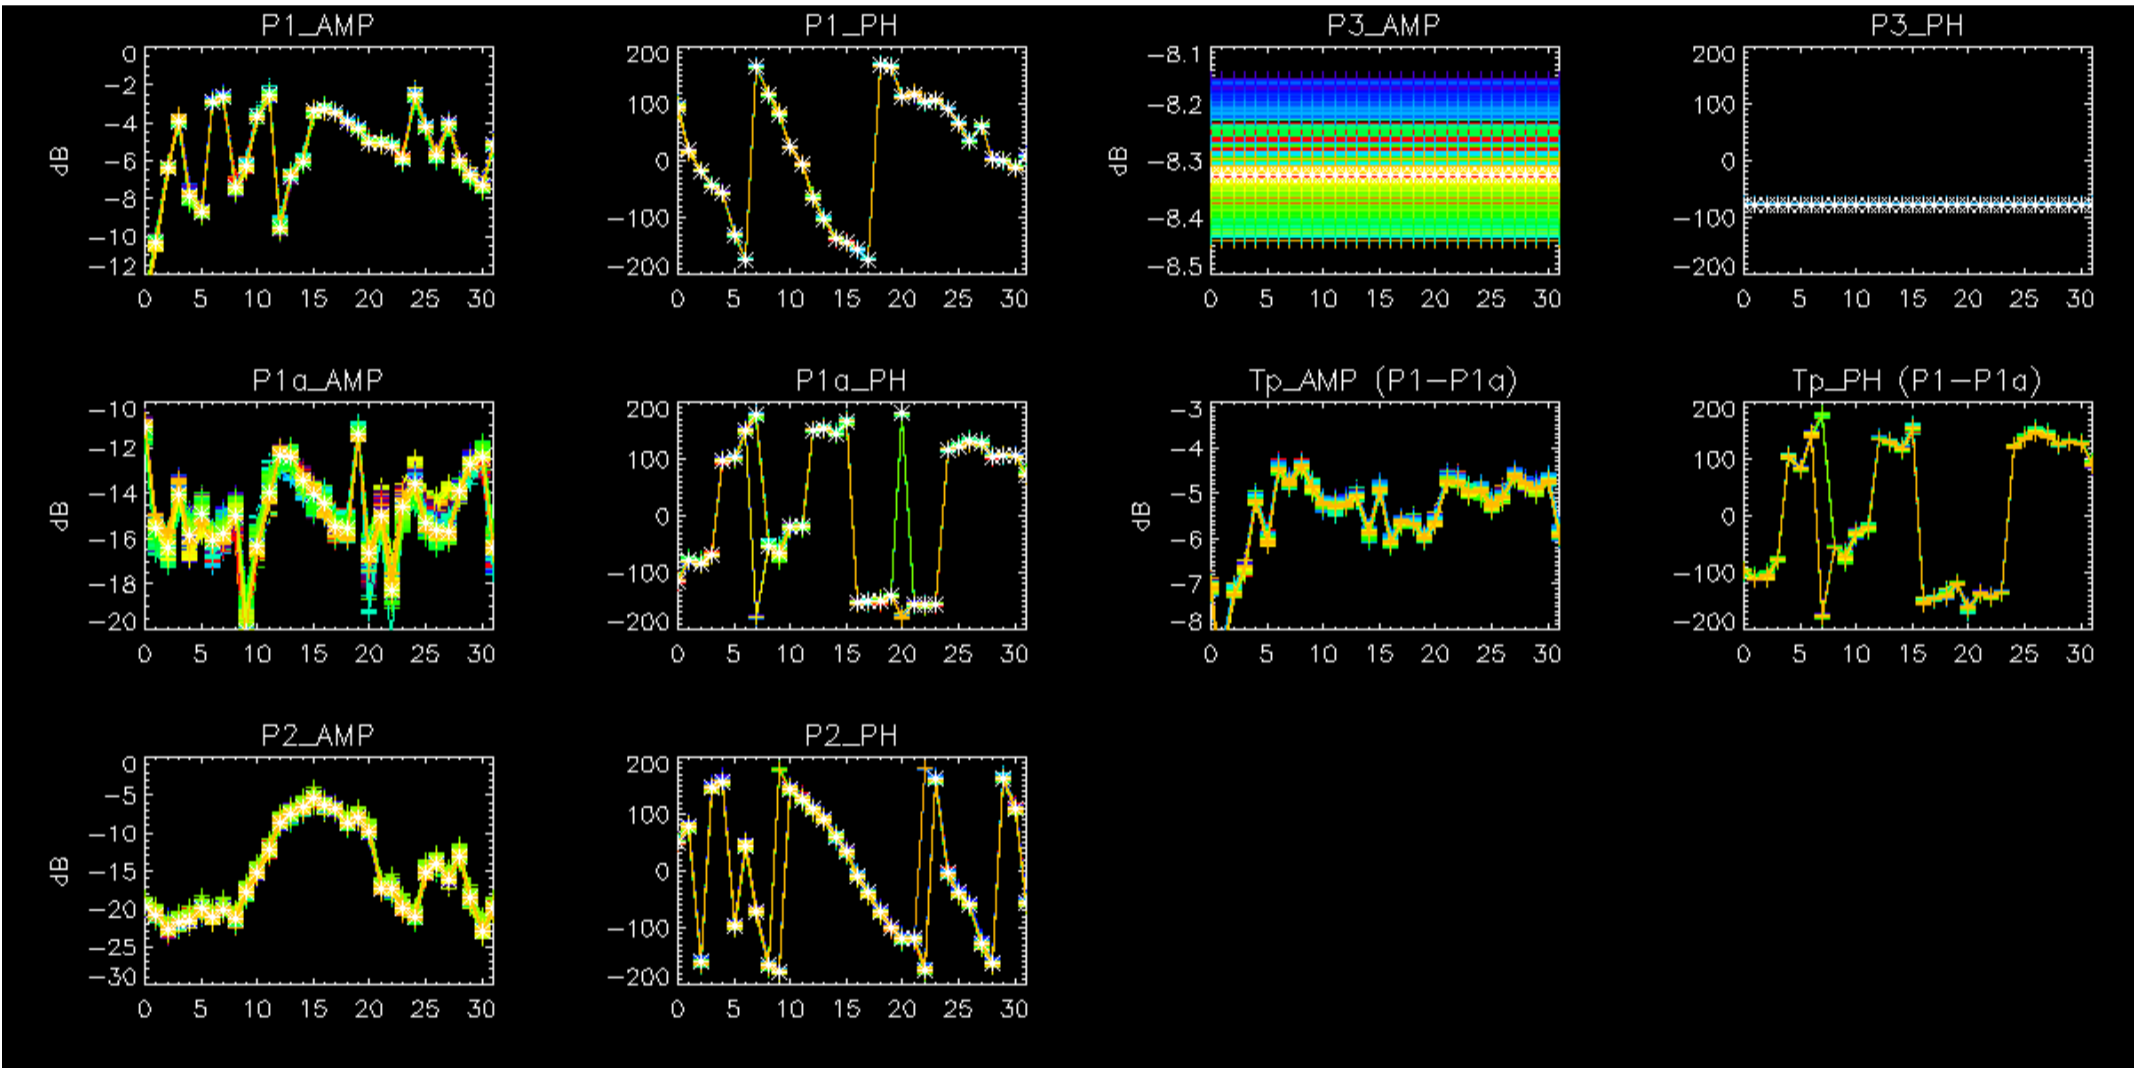 P1_AMP P1_PH P3_AMP P3_PH
0 200 -8.1 200
-2 100 -8.2 100
-4 0 -8.3 0
-6 -100 -8.4 -100
-8 -200 -8.5 -200
-10
-12
dB dB
0 5 10 15 20 25 30 0 5 10 15 20 25 30 0 5 10 15 20 25 30 0 5 10 15 20 25 30
P1a_AMP P1a_PH Tp_AMP (P1-P1a) Tp_PH (P1-P1a)
-10 200 -3 200
-12 100 -4 100
-14 0 -5 0
-16 -100 -6 -100
-18 -200 -7 -200
-20 -8
dB dB
0 5 10 15 20 25 30 0 5 10 15 20 25 30 0 5 10 15 20 25 30 0 5 10 15 20 25 30
P2_AMP P2_PH
0 200
-5 100
-10 0
-15 -100
-20 -200
-25
-30
dB
0 5 10 15 20 25 30 0 5 10 15 20 25 30